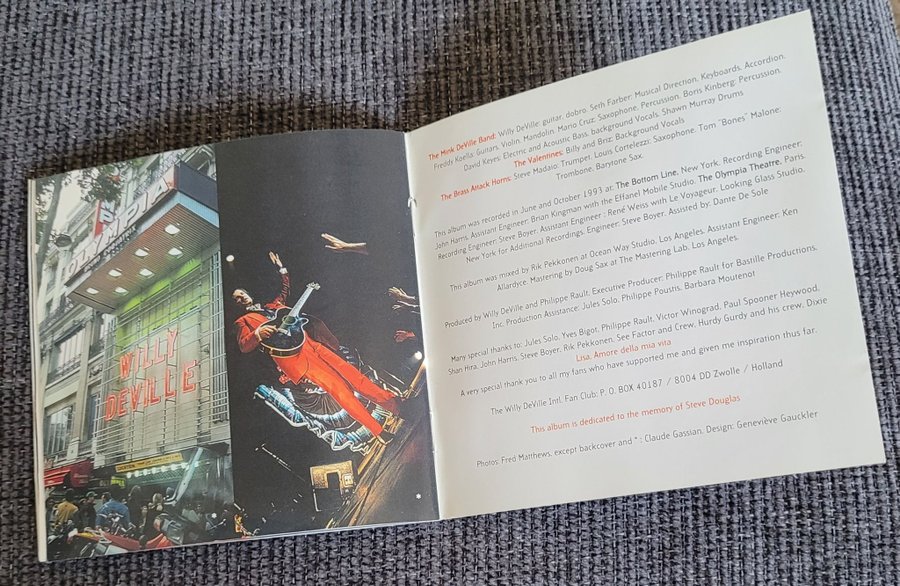 OLYMPIA
WILLY
DEVILLE
*
The Mink DeVille Band: Willy DeVille: guitar, dobro. Seth Farber: Musical Direction, Keyboards, Accordion.
Freddy Koella: Guitars, Violin, Mandolin. Mario Cruz: Saxophone, Percussion. Boris Kinberg: Percussion.
David Keyes: Electric and Acoustic Bass, background Vocals. Shawn Murray Drums
The Valentines: Billy and Briz: Background Vocals
The Brass Attack Horns: Steve Madaio: Trumpet. Louis Cortelezzi: Saxophone. Tom "Bones" Malone:
Trombone, Barytone Sax.
This album was recorded in June and October 1993 at: The Bottom Line, New York. Recording Engineer:
John Harris. Assistant Engineer: Brian Kingman with the Effanel Mobile Studio. The Olympia Theatre, Paris.
Recording Engineer: Steve Boyer. Assistant Engineer : René Weiss with Le Voyageur. Looking Glass Studio,
New York for Additional Recordings. Engineer: Steve Boyer. Assisted by: Dante De Sole
This album was mixed by Rik Pekkonen at Ocean Way Studio, Los Angeles. Assistant Engineer: Ken
Allardyce. Mastering by Doug Sax at The Mastering Lab, Los Angeles.
Produced by Willy DeVille and Philippe Rault. Executive Producer: Philippe Rault for Bastille Productions,
Inc. Production Assistance: Jules Solo, Philippe Poustis, Barbara Moutenot
Many special thanks to: Jules Solo, Yves Bigot, Philippe Rault, Victor Winograd, Paul Spooner Heywood,
Shan Hira, John Harris, Steve Boyer, Rik Pekkonen, See Factor and Crew, Hurdy Gurdy and his crew, Dixie
Lisa, Amore della mia vita
A very special thank you to all my fans who have supported me and given me inspiration thus far.
The Willy DeVille Intl. Fan Club: P. O. BOX 40187 / 8004 DD Zwolle / Holland
This album is dedicated to the memory of Steve Douglas
Photos: Fred Matthews, except backcover and * : Claude Gassian. Design: Geneviève Gauckler